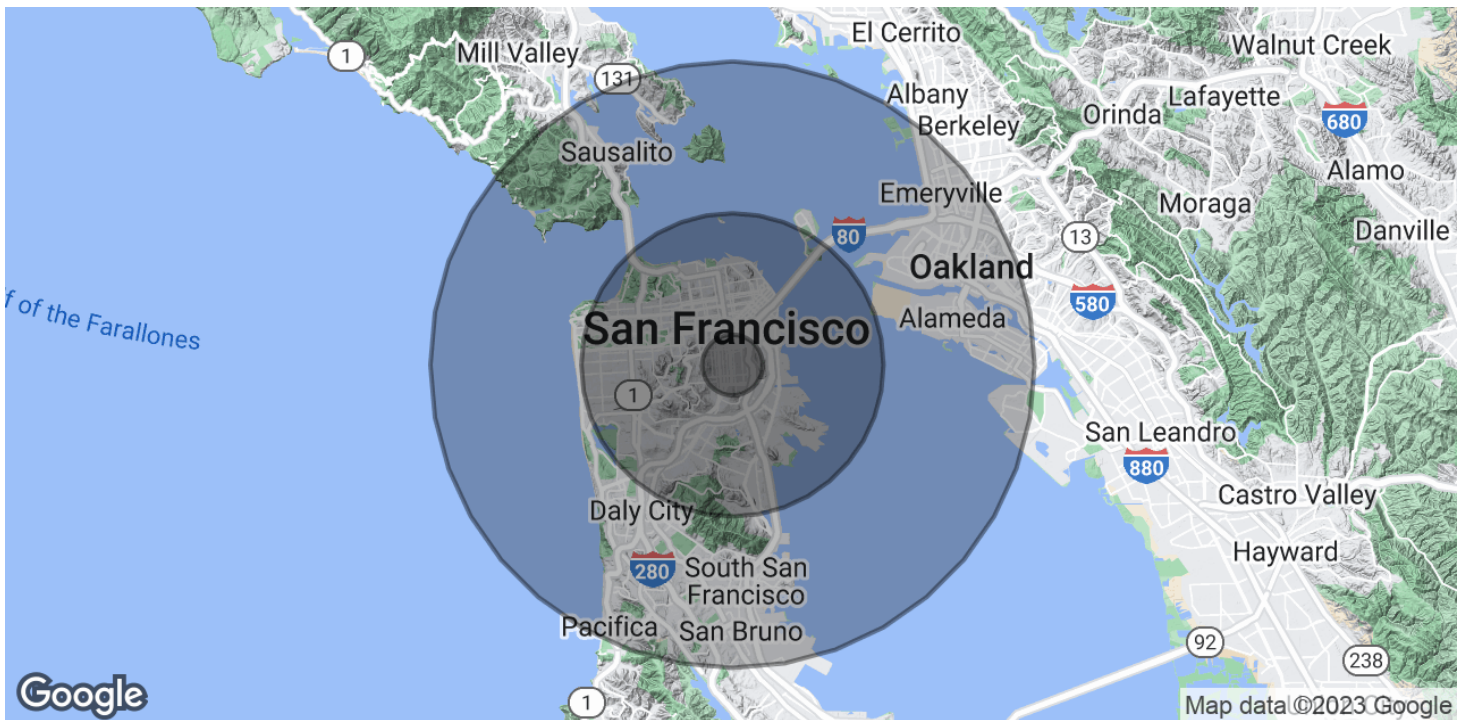 El Cerrito
Walnut Creek
1
Mill Valley
131
Albany
Lafayette
Orinda
680
Berkeley
Sausalito
Alamo
Emeryville
Moraga
80
13
Danville
Oakland
580
f of the Farallones
San Francisco
Alameda
1
San Leandro
880
Castro Valley
Daly City
Hayward
280
South San
Francisco
Pacifica
San Bruno
92
238
Google
1
Map data ©2023 Google